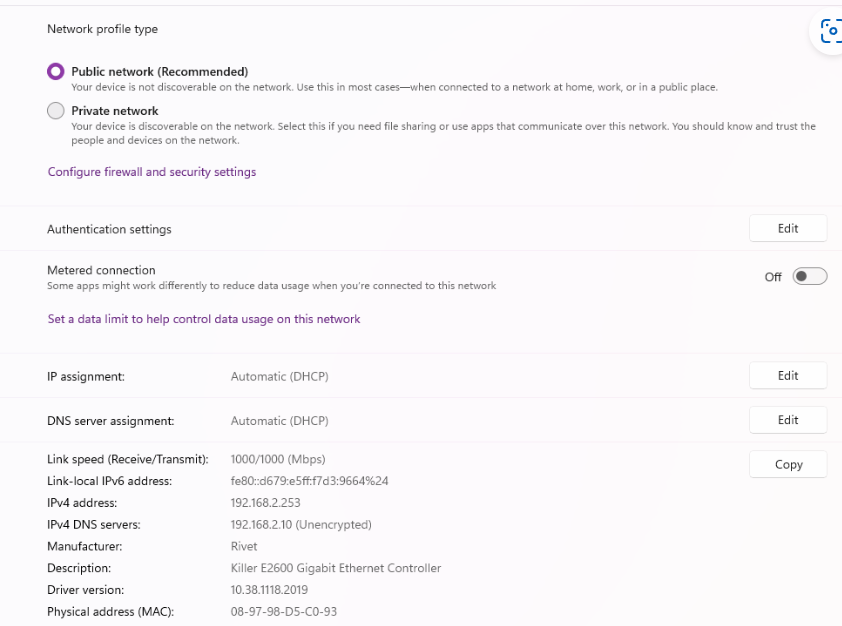 Network profile type
Public network (Recommended)
Your device is not discoverable on the network. Use this in most cases—when connected to a network at home, work, or in a public place.
Private network
Your device is discoverable on the network. Select this if you need file sharing or use apps that communicate over this network. You should know and trust the
people and devices on the network.
Configure firewall and security settings
Authentication settings Edit
Metered connection
Some apps might work differently to reduce data usage when you're connected to this network
Off
Set a data limit to help control data usage on this network
IP assignment: Automatic (DHCP) Edit
DNS server assignment: Automatic (DHCP) Edit
Link speed (Receive/Transmit): 1000/1000 (Mbps) Copy
Link-local IPv6 address: fe80::d679:e5ff:f7d3:9664%24
IPv4 address: 192.168.2.253
IPv4 DNS servers: 192.168.2.10 (Unencrypted)
Manufacturer: Rivet
Description: Killer E2600 Gigabit Ethernet Controller
Driver version: 10.38.1118.2019
Physical address (MAC): 08-97-98-D5-C0-93